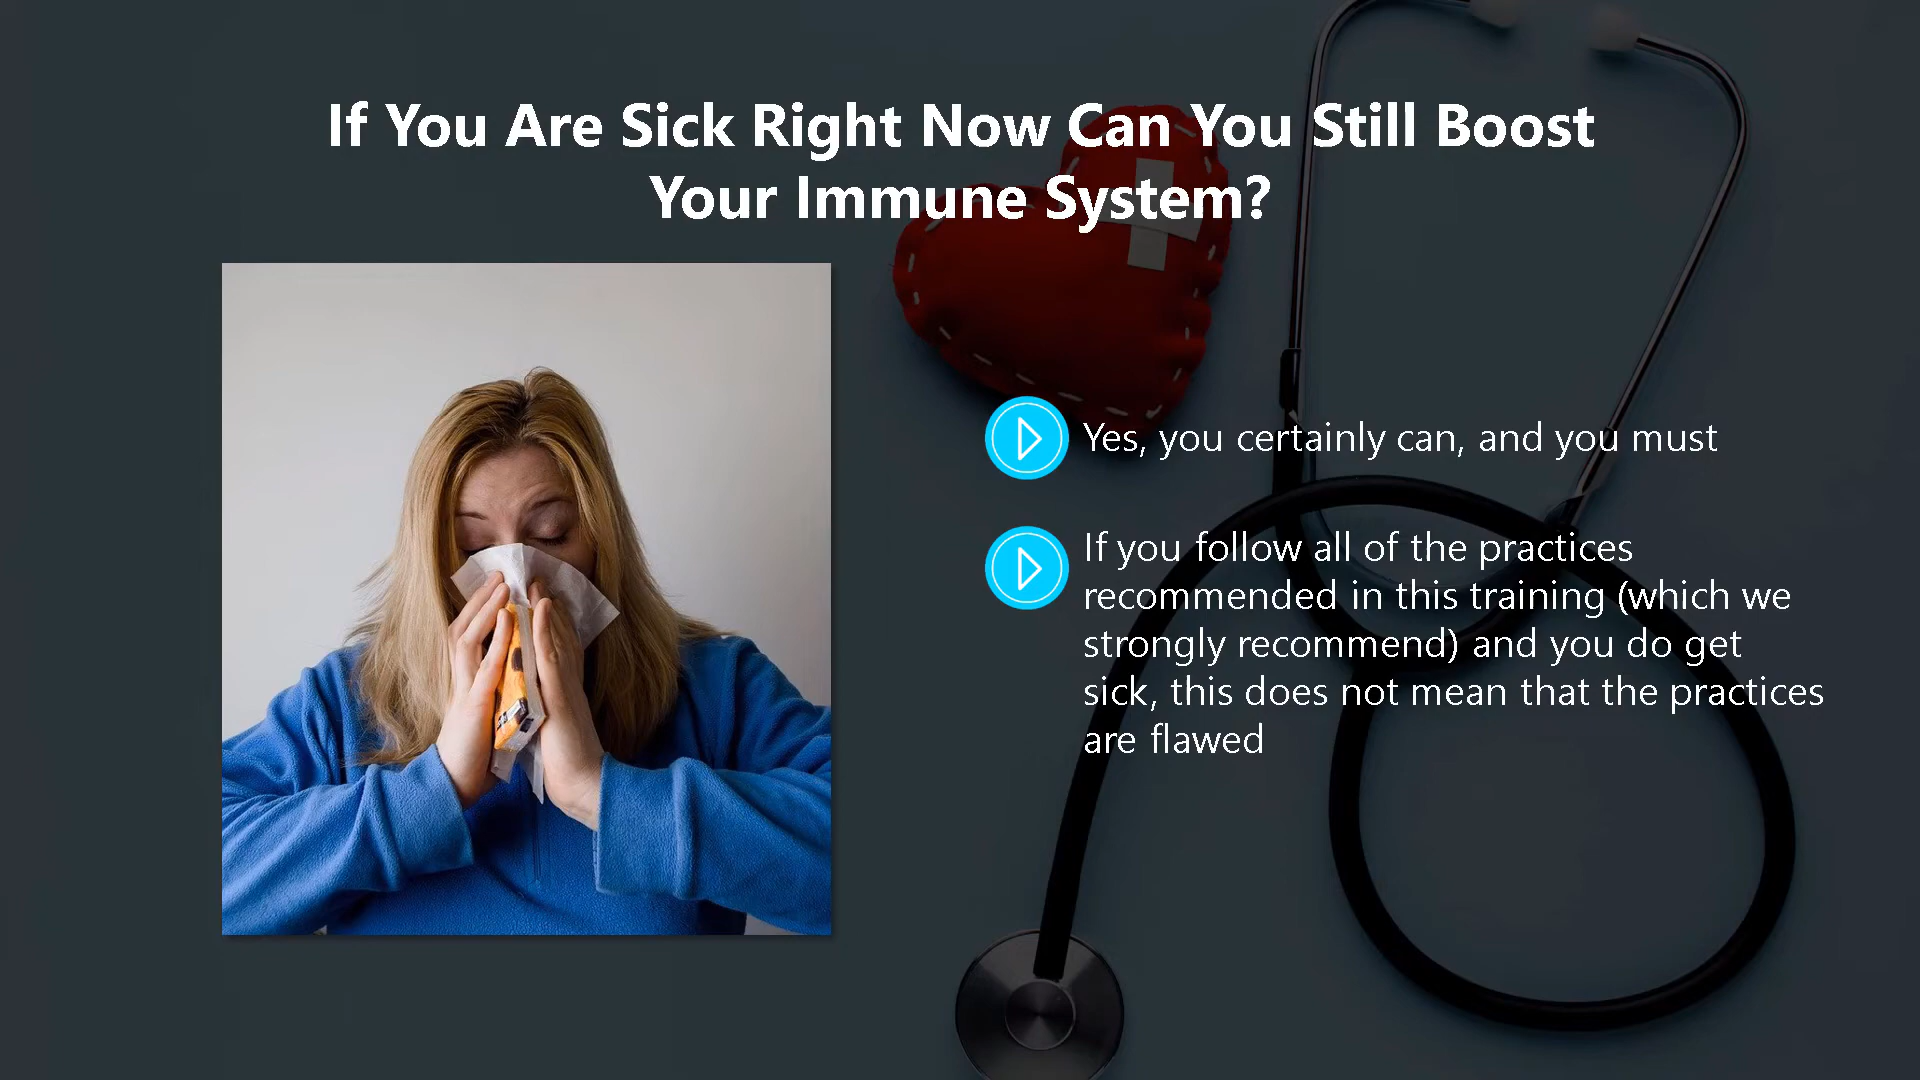 If You Are Sick Right Now Can You Still Boost
Your Immune System?
Yes, you certainly can, and you must
If you follow all of the practices
recommended in this training (which we
strongly recommend) and you do get
sick, this does not mean that the practices
are flawed